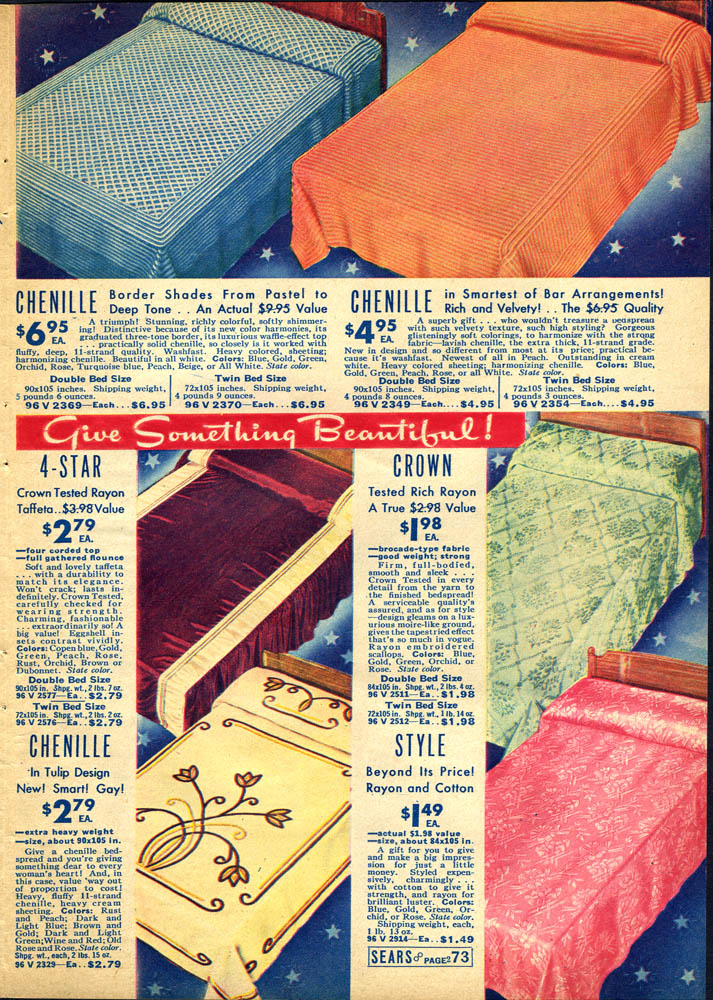 CHENILLE Border Shades From Pastel to
Deep Tone . . An Actual $9.95 Value
$6.95 EA.
A triumph! Stunning, richly colorful, softly shimmer-
ing! Distinctive because of its new color harmonies, its
graduated three-tone border, its luxurious waffle-effect top
. . . practically solid chenille, so closely is it worked with
fluffy, deep, 11-strand quality. Washfast. Heavy colored, sheeting;
harmonizing chenille. Beautiful in all white. Colors: Blue, Gold, Green,
Orchid, Rose, Turquoise blue, Peach, Beige, or All White. State color.
Double Bed Size
90x105 inches. Shipping weight,
5 pounds 6 ounces.
96 V 2369—Each...$6.95
Twin Bed Size
72x105 inches. Shipping weight,
4 pounds 9 ounces.
96 V 2370—Each...$6.95
CHENILLE in Smartest of Bar Arrangements!
Rich and Velvety! . . The $6.95 Quality
$4.95 EA.
A superb gift . . . who wouldn't treasure a bedspread
with such velvety texture, such high styling? Gorgeous
glisteningly soft colorings, to harmonize with the strong
fabric—lavish chenille, the extra thick, 11-strand grade.
New in design and so different from most at its price; practical be-
cause it's washfast. Newest of all in Peach. Outstanding in cream
white. Heavy colored sheeting; harmonizing chenille. Colors: Blue,
Gold, Green, Peach, Rose, or all White. State color.
Double Bed Size
90x105 inches. Shipping weight,
4 pounds 8 ounces.
96 V 2349—Each....$4.95
Twin Bed Size
72x105 inches. Shipping weight,
4 pounds 3 ounces.
96 V 2354—Each....$4.95
Give Something Beautiful!
4-STAR
Crown Tested Rayon
Taffeta..$3.98 Value
$2.79 EA.
—four corded top
—full gathered flounce
Soft and lovely taffeta
. . . with a durability to
match its elegance.
Won't crack; lasts in-
definitely. Crown Tested,
carefully checked for
wearing strength.
Charming, fashionable
. . . extraordinarily so! A
big value! Eggshell in-
sets contrast vividly.
Colors: Copen blue, Gold,
Green, Peach, Rose,
Rust, Orchid, Brown or
Dubonnet. State color.
Double Bed Size
90x105 in. Shpg. wt., 2 lbs. 7 oz.
96 V 2577—Ea..$2.79
Twin Bed Size
72x105 in. Shpg. wt., 2 lbs. 2 oz.
96 V 2576—Ea..$2.79
CHENILLE
In Tulip Design
New! Smart! Gay!
$2.79 EA.
—extra heavy weight
—size, about 90x105 in.
Give a chenille bed-
spread and you're giving
something dear to every
woman's heart! And, in
this case, value 'way out
of proportion to cost!
Heavy, fluffy 11-strand
chenille, heavy cream
sheeting. Colors: Rust
and Peach; Dark and
Light Blue; Brown and
Gold; Dark and Light
Green; Wine and Red; Old
Rose and Rose. State color.
Shpg. wt., each, 2 lbs. 15 oz.
96 V 2329—Ea..$2.79
CROWN
Tested Rich Rayon
A True $2.98 Value
$1.98 EA.
—brocade-type fabric
—good weight; strong
Firm, full-bodied,
smooth and sleek . . .
Crown Tested in every
detail from the yarn to
the finished bedspread!
A serviceable quality's
assured, and as for style
—design gleams on a lux-
urious moire-like ground,
gives the tapestried effect
that's so much in vogue.
Rayon embroidered
scallops. Colors: Blue,
Gold, Green, Orchid, or
Rose. State color.
Double Bed Size
84x105 in. Shpg. wt., 2 lbs. 4 oz.
96 V 2511—Ea..$1.98
Twin Bed Size
72x105 in. Shpg. wt., 1 lb. 14 oz.
96 V 2512—Ea..$1.98
STYLE
Beyond Its Price!
Rayon and Cotton
$1.49 EA.
—actual $1.98 value
—size, about 84x105 in.
A gift for you to give
and make a big impres-
sion for just a little
money. Styled expen-
sively, charmingly . . .
with cotton to give it
strength, and rayon for
brilliant luster. Colors:
Blue, Gold, Green, Or-
chid, or Rose. State color.
Shipping weight, each,
1 lb. 13 oz.
96 V 2914—Ea..$1.49
SEARS PAGE 73